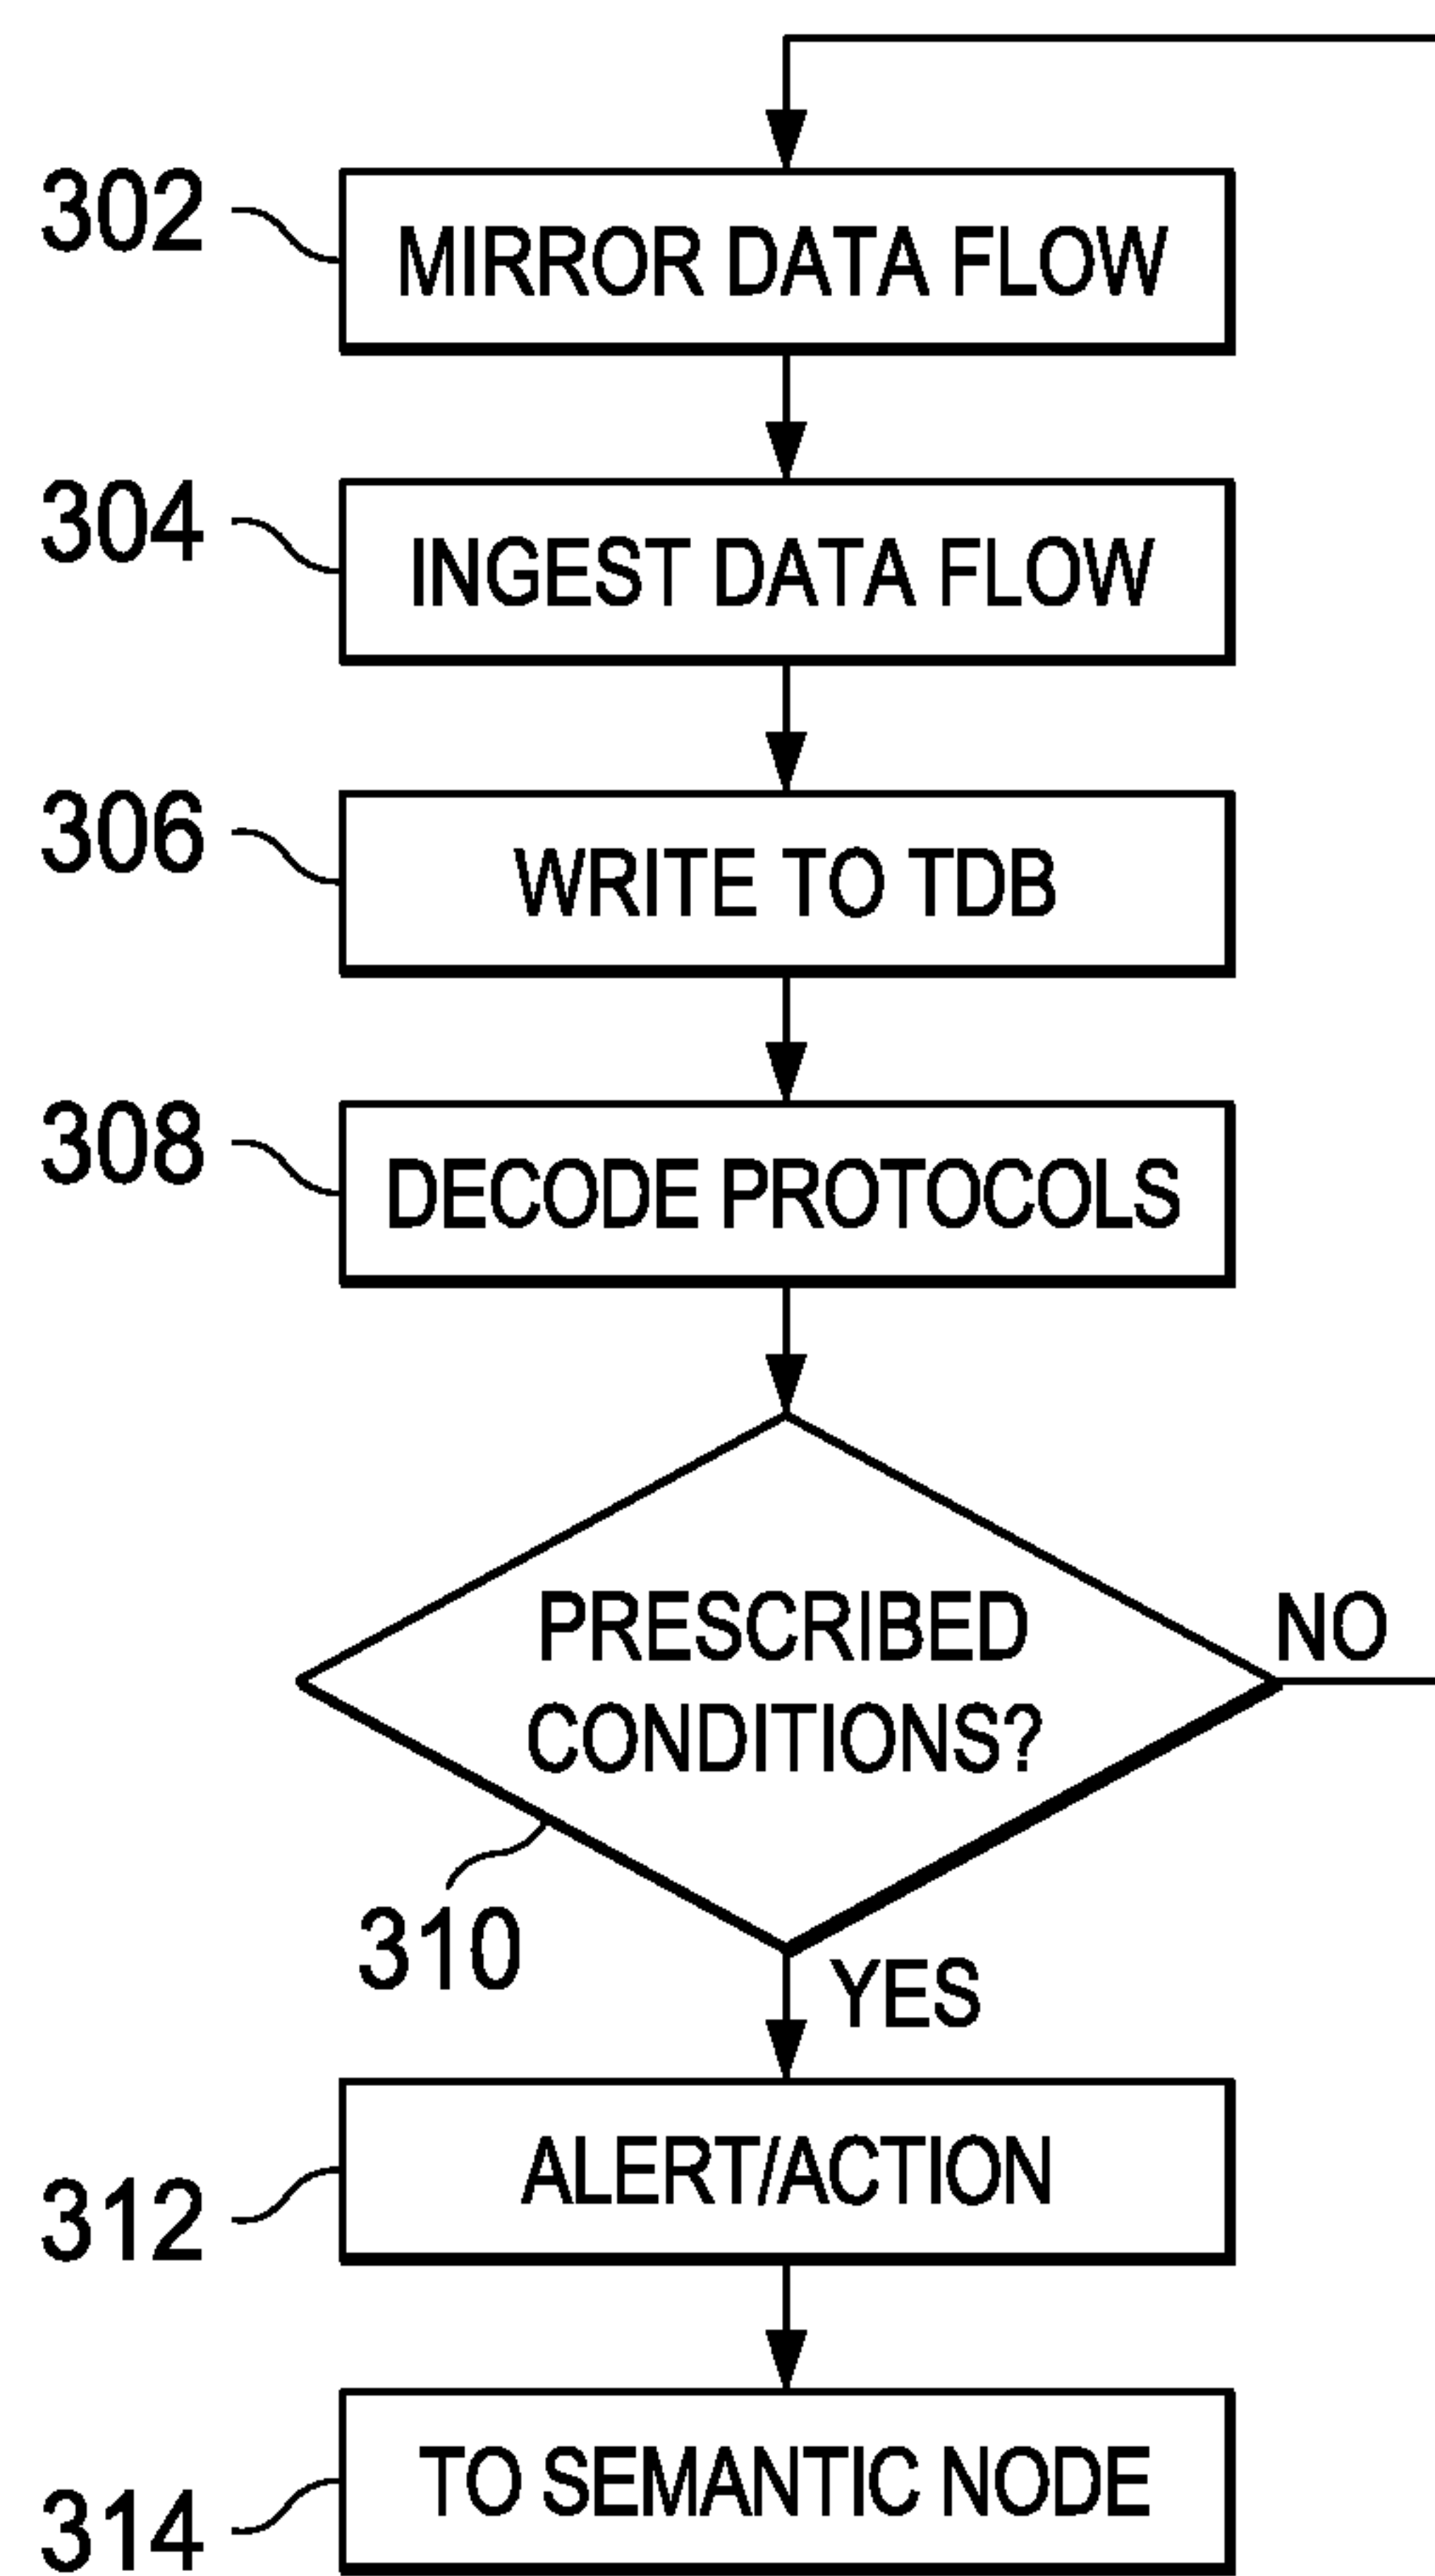 302
MIRROR DATA FLOW
304
INGEST DATA FLOW
306
WRITE TO TDB
308
DECODE PROTOCOLS
PRESCRIBED
CONDITIONS?
NO
310
YES
ALERT/ACTION
312
TO SEMANTIC NODE
314